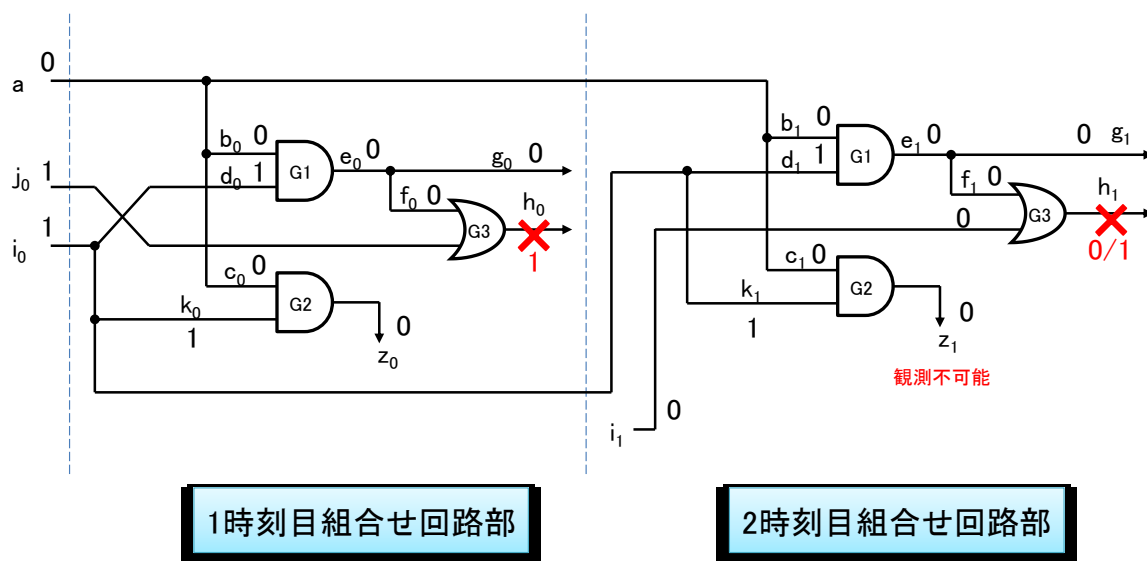 a 0
j0 1
i0 1
b0 0
d0 1
G1
e0 0
g0 0
f0 0
h0
G3
1
c0 0
G2
k0
1
0
z0
b1 0
d1 1
G1
e1 0
0 g1
f1 0
h1
0
G3
0/1
c1 0
G2
k1
1
0
z1
観測不可能
i1
0
1時刻目組合せ回路部
2時刻目組合せ回路部